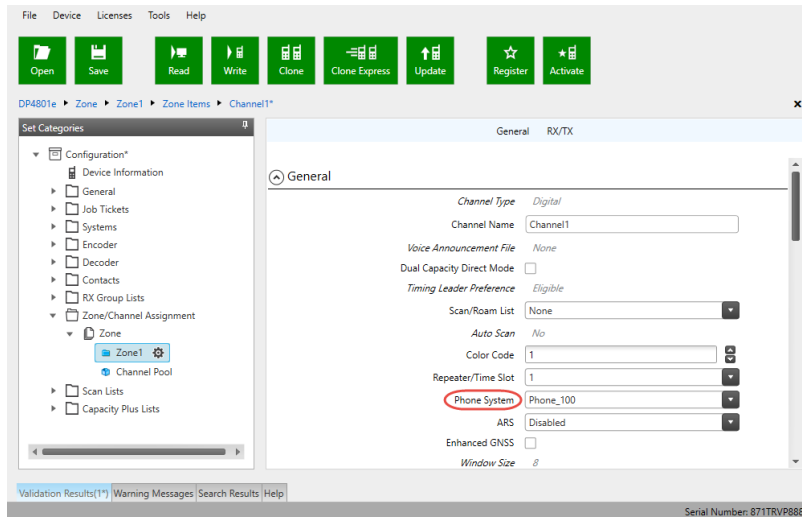 File Device Licenses Tools Help
Open Save Read Write Clone Clone Express Update Register Activate
DP4801e Zone Zone1 Zone Items Channel1*
Set Categories
General RX/TX
Configuration*
Device Information
General
Job Tickets
Systems
Encoder
Decoder
Contacts
RX Group Lists
Zone/Channel Assignment
Zone
Zone1
Channel Pool
Scan Lists
Capacity Plus Lists
General
Channel Type Digital
Channel Name Channel1
Voice Announcement File None
Dual Capacity Direct Mode
Timing Leader Preference Eligible
Scan/Roam List None
Auto Scan No
Color Code 1
Repeater/Time Slot 1
Phone System Phone_100
ARS Disabled
Enhanced GNSS
Window Size 8
Validation Results(1*) Warning Messages Search Results Help
Serial Number: 871TRVP888